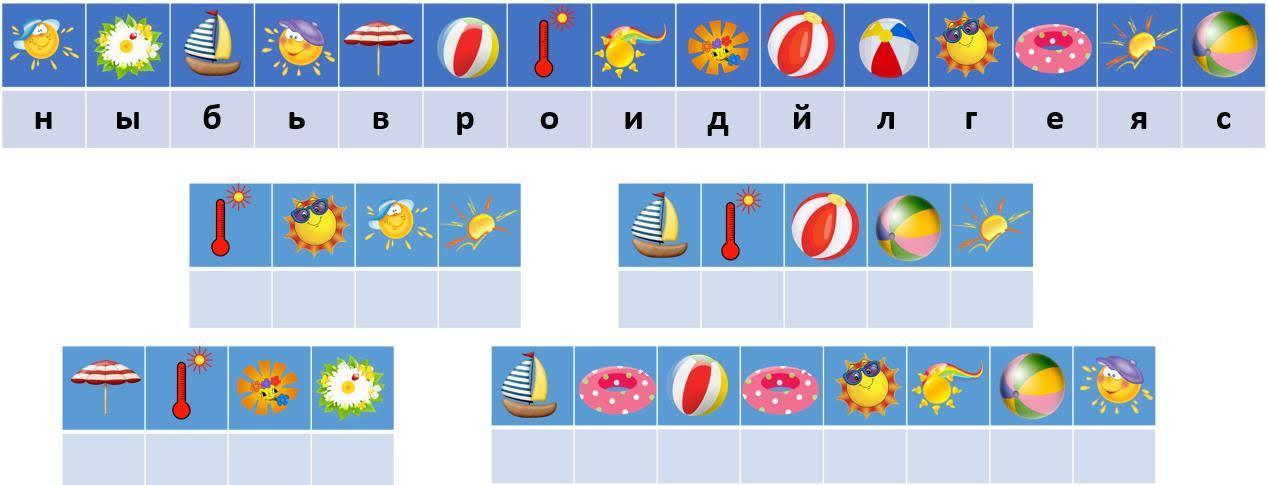 н ы б ь в р о и д й л г е я с